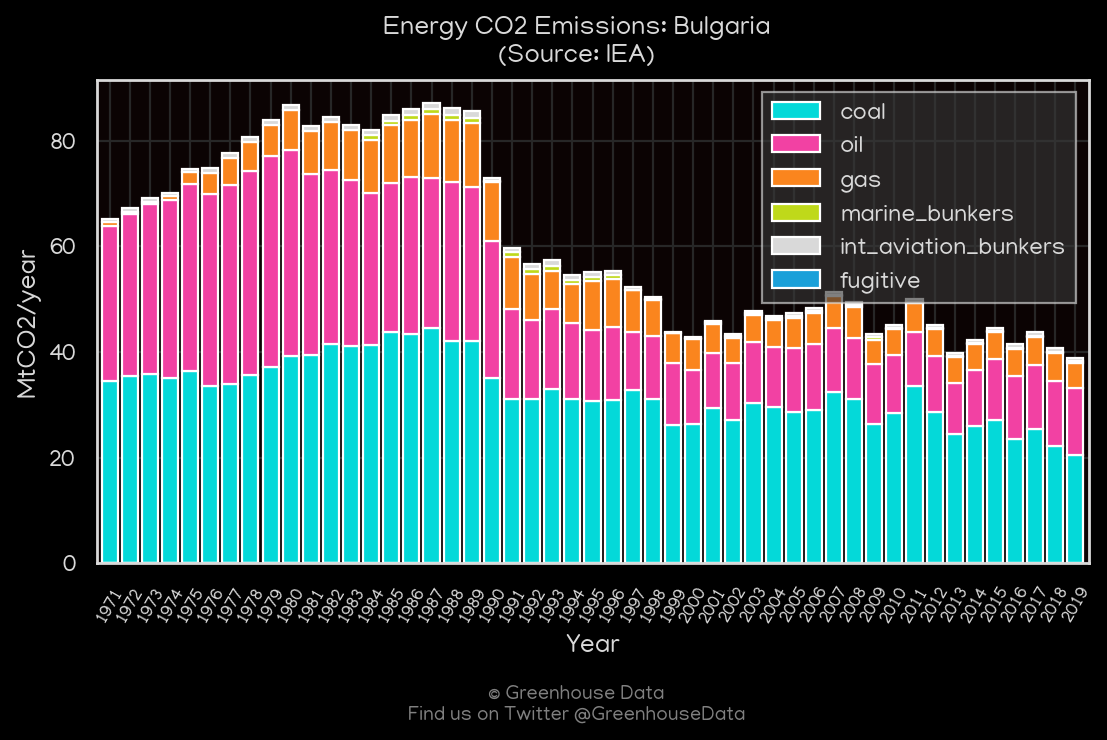 Energy CO2 Emissions: Bulgaria
(Source: IEA)
coal
oil
gas
marine_bunkers
int_aviation_bunkers
fugitive
MtCO2/year
80
60
40
20
0
1971 1972 1973 1974 1975 1976 1977 1978 1979 1980 1981 1982 1983 1984 1985 1986 1987 1988 1989 1990 1991 1992 1993 1994 1995 1996 1997 1998 1999 2000 2001 2002 2003 2004 2005 2006 2007 2008 2009 2010 2011 2012 2013 2014 2015 2016 2017 2018 2019
Year
© Greenhouse Data
Find us on Twitter @GreenhouseData